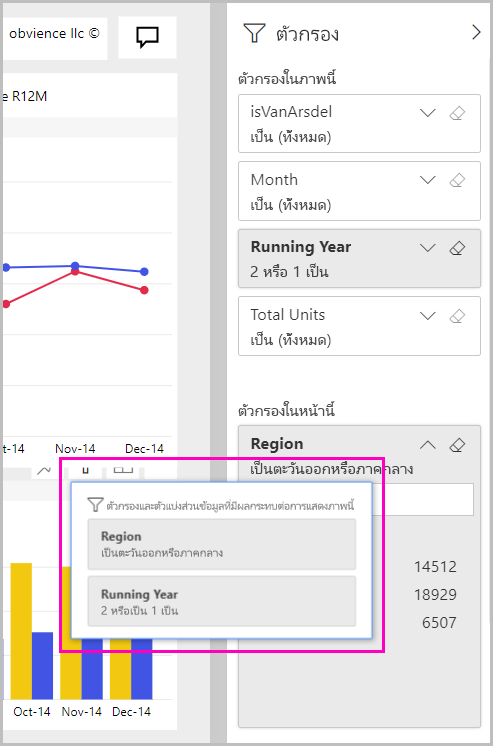 obvience llc ©
e R12M
t-14 Nov-14 Dec-14
Oct-14 Nov-14 Dec-14
ตัวกรอง
ตัวกรองในภาพนี้
isVanArsdel
เป็น (ทั้งหมด)
Month
เป็น (ทั้งหมด)
Running Year
2 หรือ 1 เป็น
Total Units
เป็น (ทั้งหมด)
ตัวกรองในหน้านี้
Region
เป็นตะวันออกหรือภาคกลาง
14512
18929
6507
ตัวกรองและตัวแบ่งส่วนข้อมูลที่มีผลกระทบต่อการแสดงภาพนี้
Region
เป็นตะวันออกหรือภาคกลาง
Running Year
2 หรือเป็น 1 เป็น